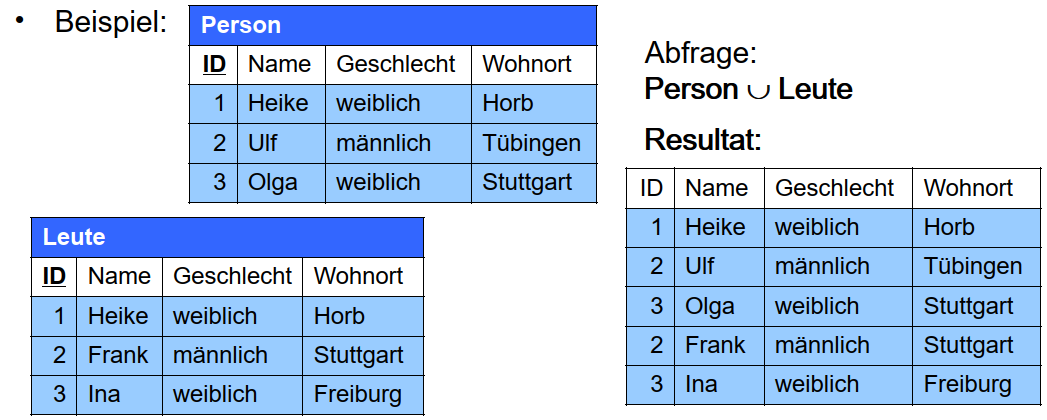 • Beispiel:
Person
ID Name Geschlecht Wohnort
1 Heike weiblich Horb
2 Ulf männlich Tübingen
3 Olga weiblich Stuttgart
Leute
ID Name Geschlecht Wohnort
1 Heike weiblich Horb
2 Frank männlich Stuttgart
3 Ina weiblich Freiburg
Abfrage:
Person ∪ Leute
Resultat:
ID Name Geschlecht Wohnort
1 Heike weiblich Horb
2 Ulf männlich Tübingen
3 Olga weiblich Stuttgart
2 Frank männlich Stuttgart
3 Ina weiblich Freiburg